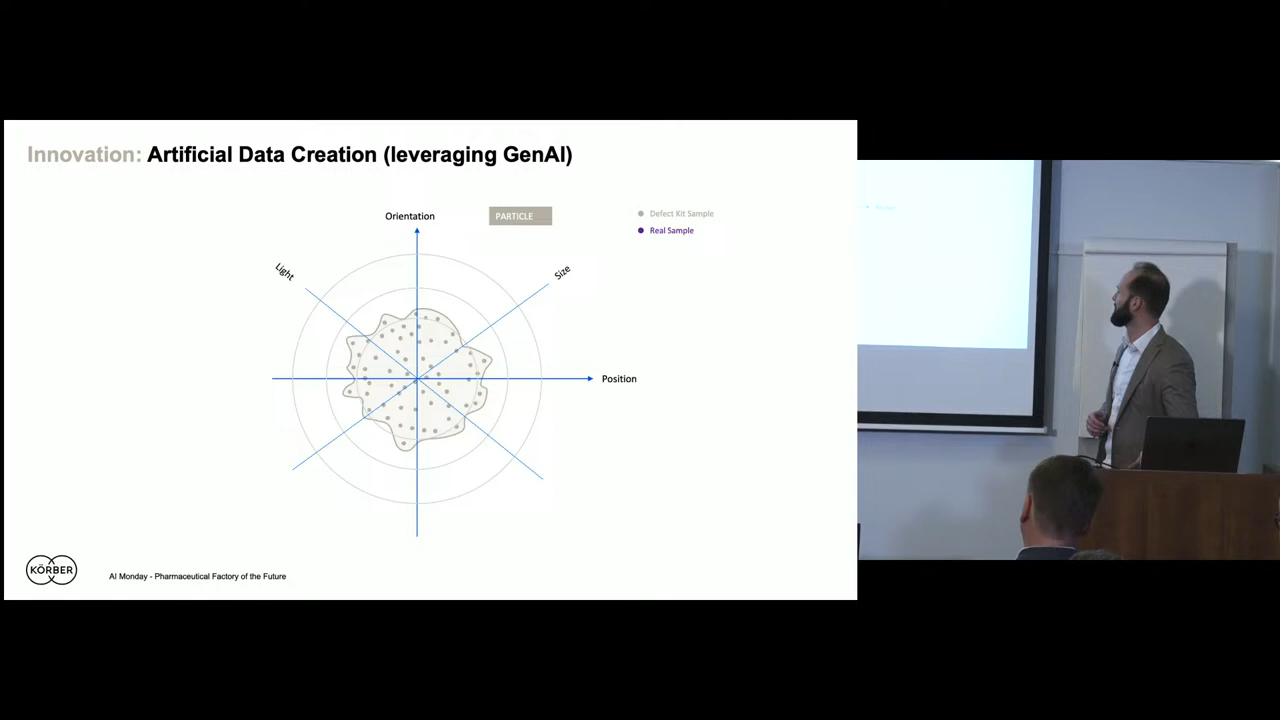 Innovation: Artificial Data Creation (leveraging GenAI)
Orientation
PARTICLE
Defect Kit Sample
Real Sample
Light
Size
Position
KÖRBER
AI Monday - Pharmaceutical Factory of the Future